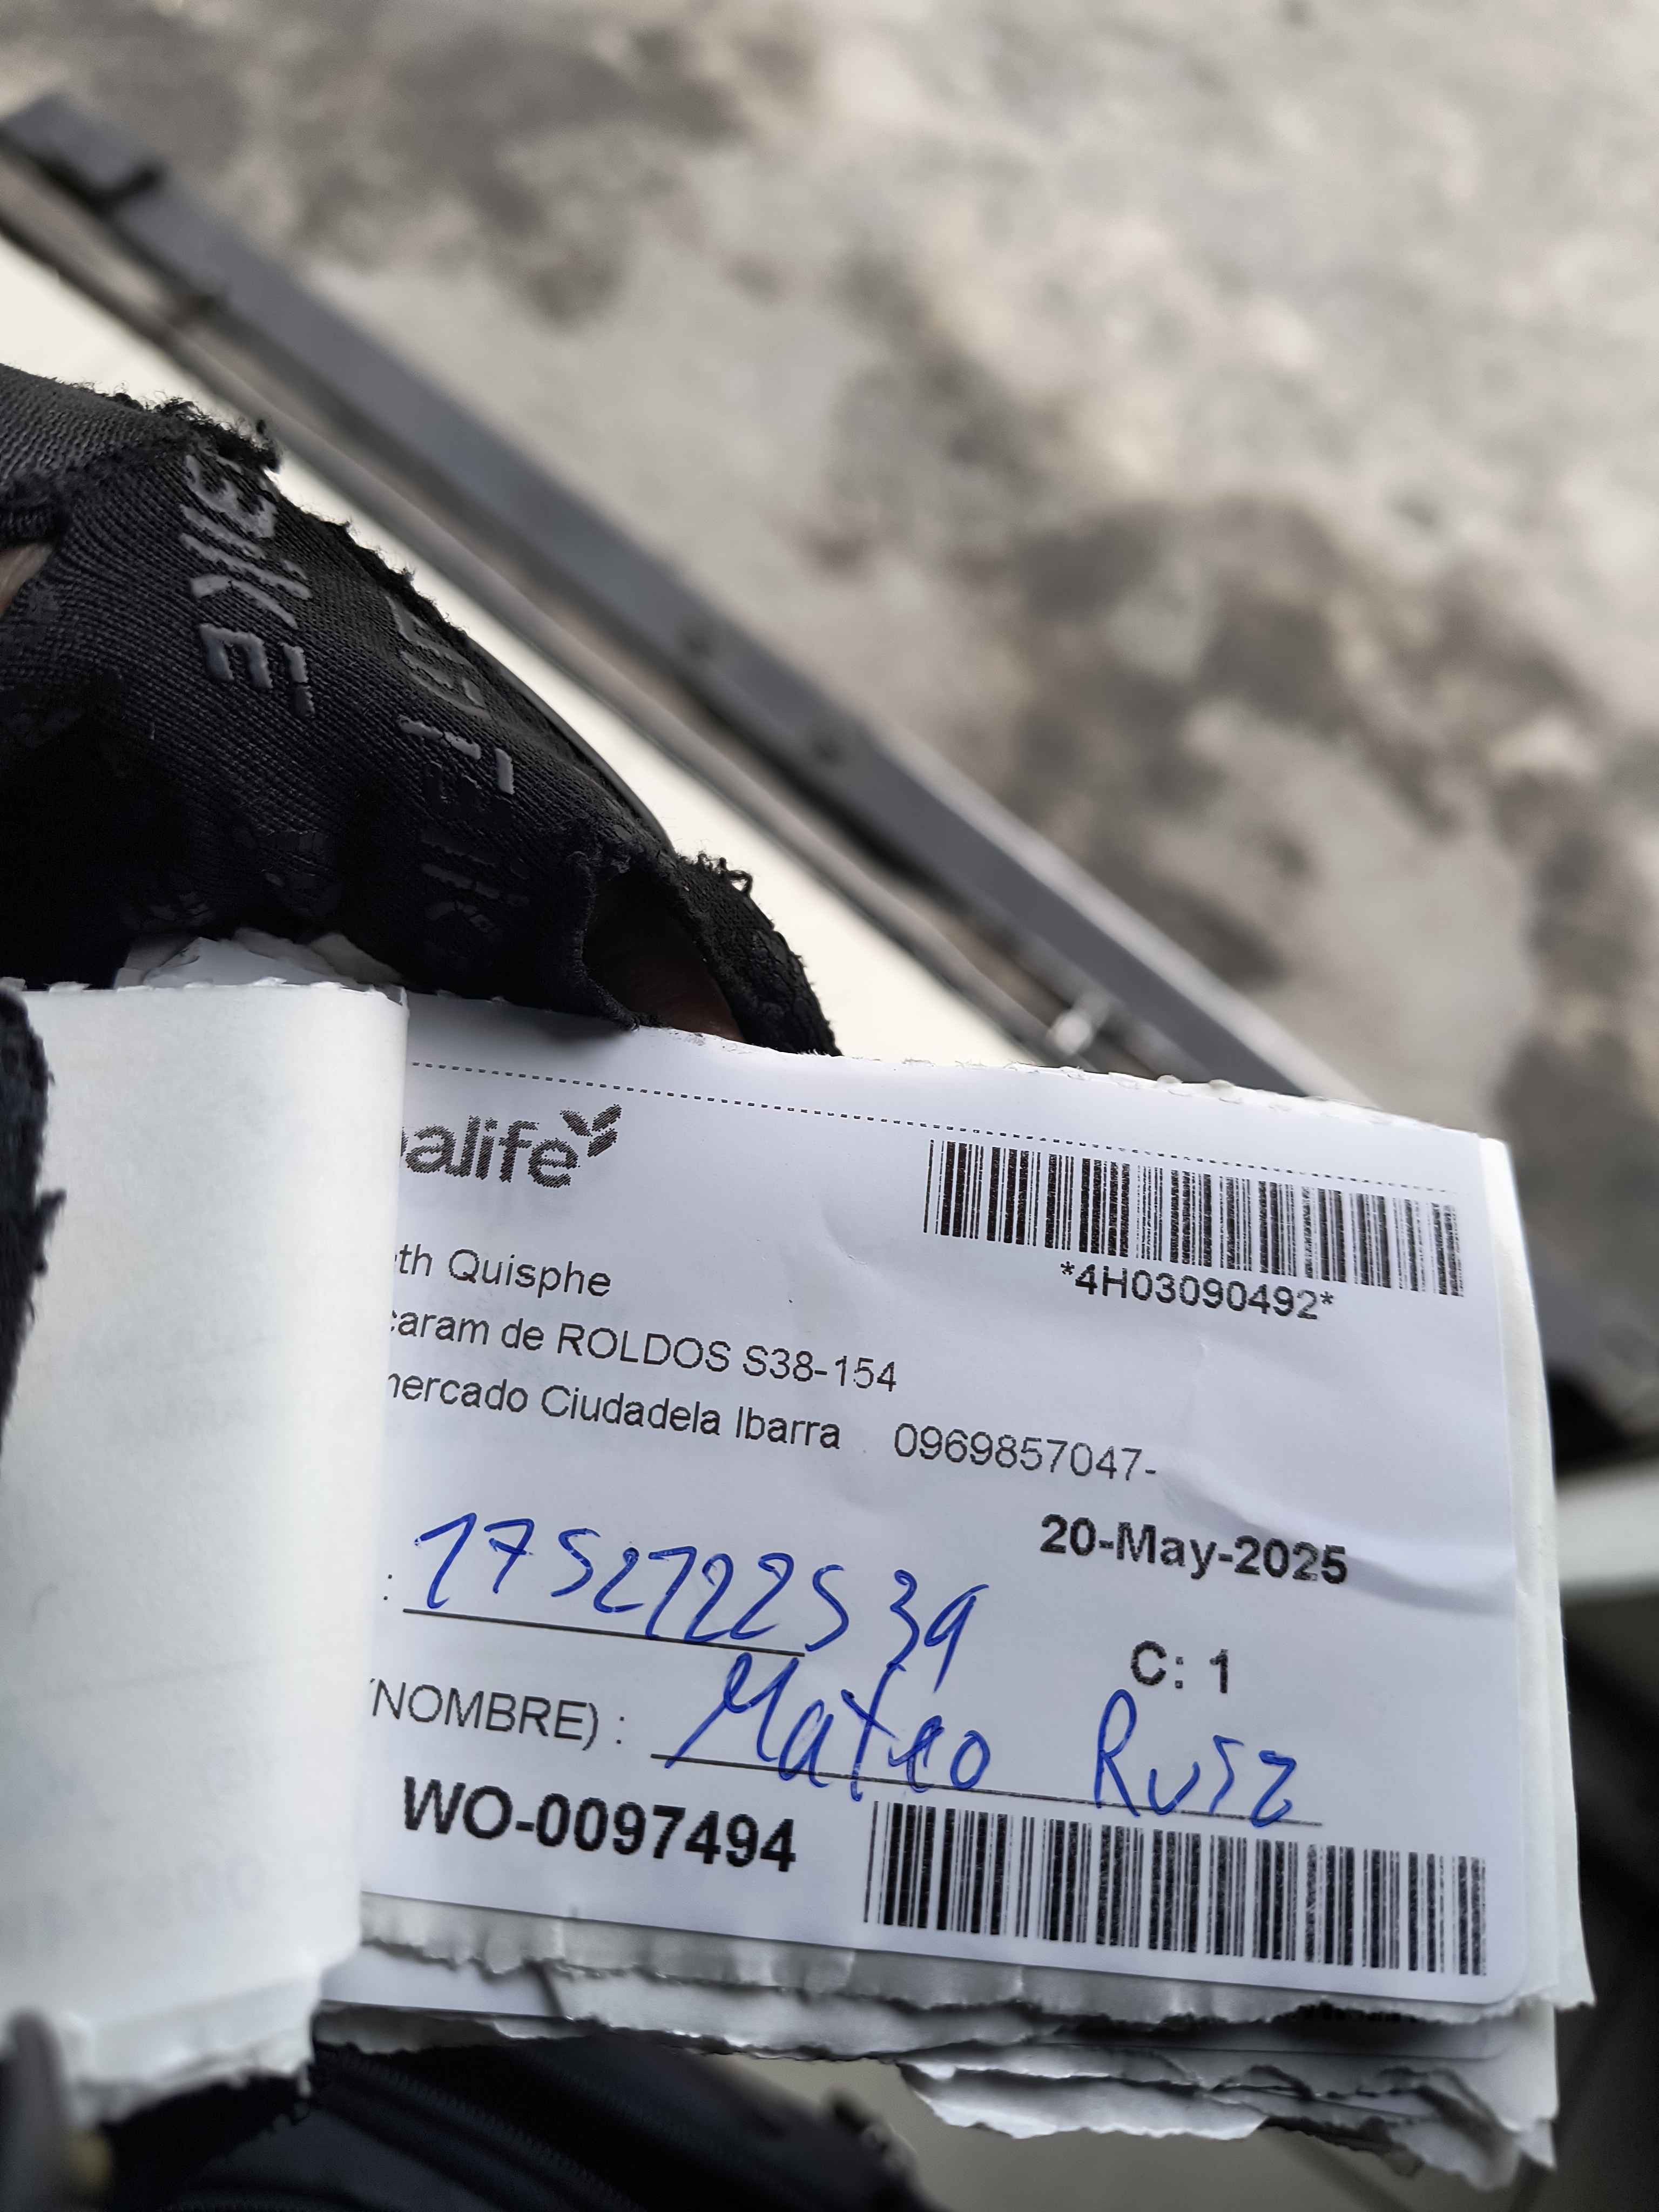 BIKE
alife
*4H03090492*
th Quisphe
caram de ROLDOS S38-154
mercado Ciudadela Ibarra 0969857047-
20-May-2025
: 1752722539
C: 1
(NOMBRE) : Mateo Ruiz
WO-0097494